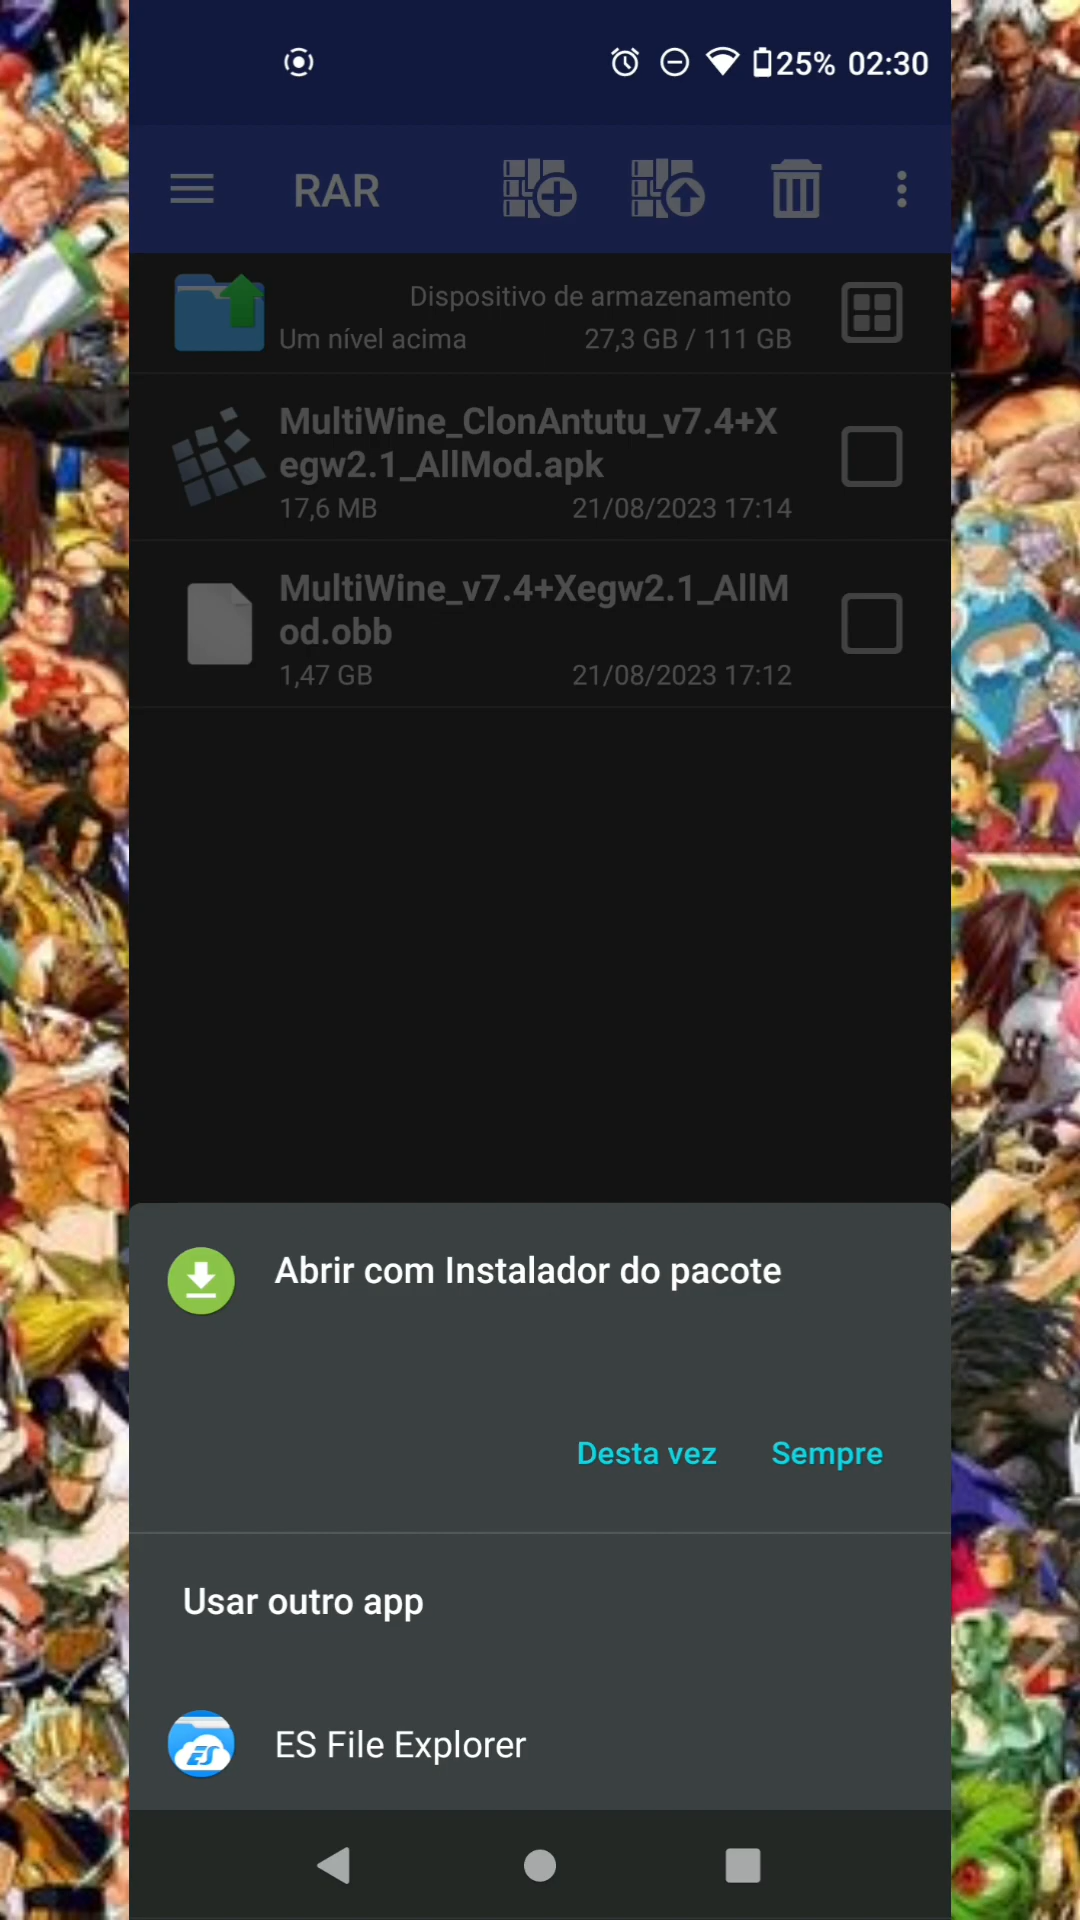 25% 02:30
RAR
Dispositivo de armazenamento
Um nível acima 27,3 GB / 111 GB
MultiWine_ClonAntutu_v7.4+X
egw2.1_AllMod.apk
17,6 MB 21/08/2023 17:14
MultiWine_v7.4+Xegw2.1_AllM
od.obb
1,47 GB 21/08/2023 17:12
Abrir com Instalador do pacote
Desta vez Sempre
Usar outro app
ES
ES File Explorer